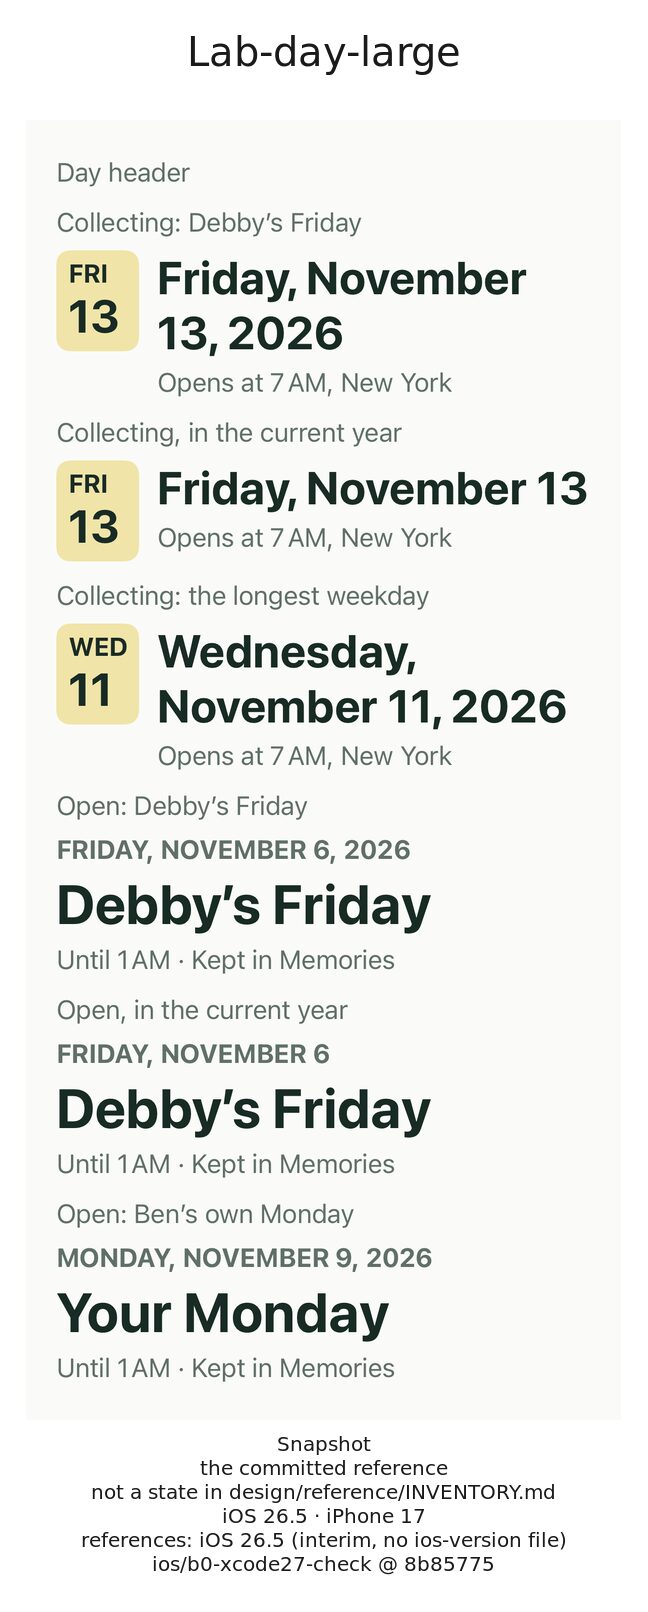 Lab-day-large
Day header
Collecting: Debby’s Friday
FRI
13
Friday, November
13, 2026
Opens at 7 AM, New York
Collecting, in the current year
FRI
13
Friday, November 13
Opens at 7 AM, New York
Collecting: the longest weekday
WED
11
Wednesday,
November 11, 2026
Opens at 7 AM, New York
Open: Debby’s Friday
FRIDAY, NOVEMBER 6, 2026
Debby’s Friday
Until 1 AM · Kept in Memories
Open, in the current year
FRIDAY, NOVEMBER 6
Debby’s Friday
Until 1 AM · Kept in Memories
Open: Ben’s own Monday
MONDAY, NOVEMBER 9, 2026
Your Monday
Until 1 AM · Kept in Memories
Snapshot
the committed reference
not a state in design/reference/INVENTORY.md
iOS 26.5 · iPhone 17
references: iOS 26.5 (interim, no ios-version file)
ios/b0-xcode27-check @ 8b85775